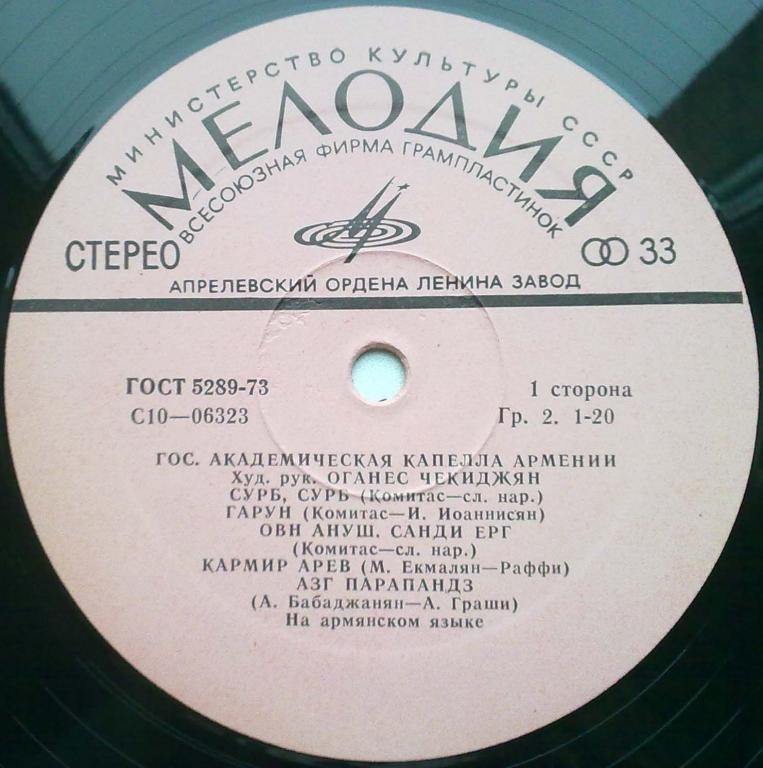 МИНИСТЕРСТВО КУЛЬТУРЫ СССР
МЕЛОДИЯ
ВСЕСОЮЗНАЯ ФИРМА ГРАМПЛАСТИНОК
СТЕРЕО
33
АПРЕЛЕВСКИЙ ОРДЕНА ЛЕНИНА ЗАВОД
ГОСТ 5289-73
1 сторона
С10—06323
Гр. 2. 1-20
ГОС. АКАДЕМИЧЕСКАЯ КАПЕЛЛА АРМЕНИИ
Худ. рук. ОГАНЕС ЧЕКИДЖЯН
СУРБ, СУРБ (Комитас—сл. нар.)
ГАРУН (Комитас—И. Иоаннисян)
ОВН АНУШ. САНДИ ЕРГ
(Комитас—сл. нар.)
КАРМИР АРЕВ (М. Екмалян—Раффи)
АЗГ ПАРАПАНДЗ
(А. Бабаджанян—А. Граши)
На армянском языке